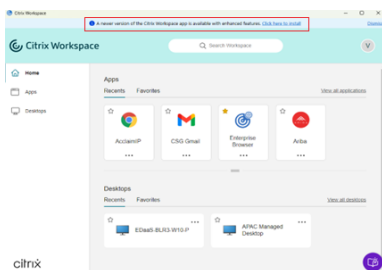 Citrix Workspace
A newer version of the Citrix Workspace app is available with enhanced features. Click here to install
Dismiss
Citrix Workspace
Search Workspace
V
Home
Apps
Desktops
Apps
Recents Favorites
View all applications
AcclaimIP
CSG Gmail
Enterprise Browser
Ariba
Desktops
Recents Favorites
View all desktops
EDaaS-BLR3-W10-P
APAC Managed Desktop
citrix